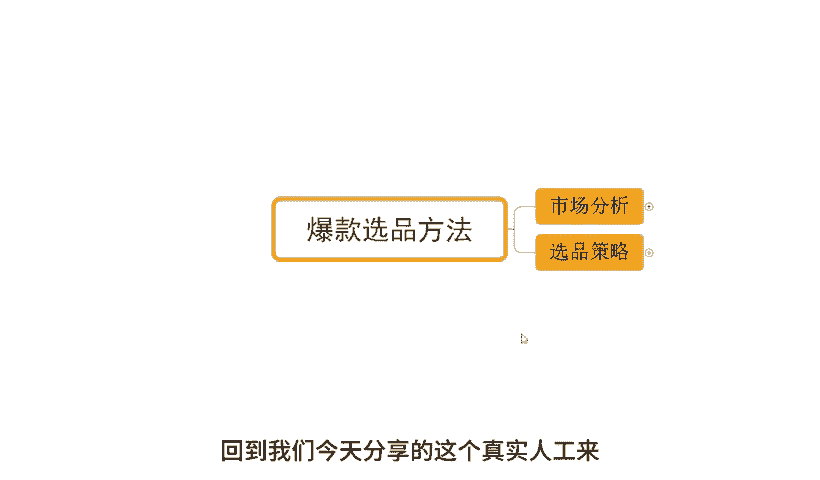 爆款选品方法
市场分析
选品策略
回到我们今天分享的这个真实人工来